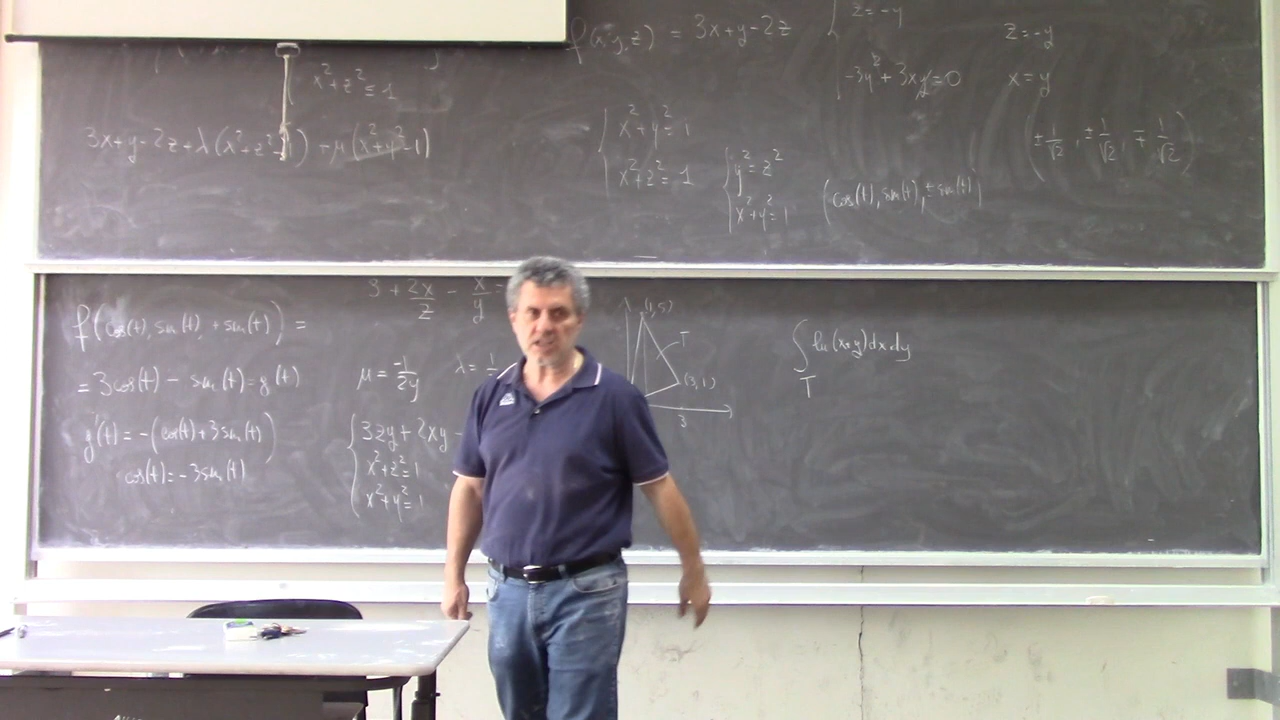 x²+z²=1
3x+y-2z+λ(x²+z²-1)+μ(x²+y²-1)
f(x,y,z) = 3x+y-2z
x²+y²=1
x²+z²=1
y²=z²
x²+y²=1
z=-y
-3y²+3xy=0
z=-y
x=y
(±1/√2, ±1/√2, ∓1/√2)
(cos(t), sin(t), ±sin(t))
f(cos(t), sin(t), +sin(t)) =
=3cos(t) - sin(t)=g(t)
g'(t)=-(cos(t)+3sin(t))
cos(t)=-3sin(t)
3+2x/z-x/y=
μ=-1/2y λ=
3zy+2xy-
x²+z²=1
x²+y²=1
(1,5)
T
(3,1)
3
∫ ln(x+y)dxdy
T